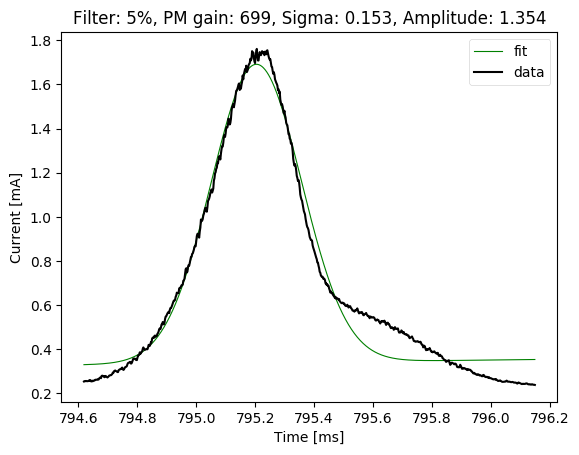 Filter: 5%, PM gain: 699, Sigma: 0.153, Amplitude: 1.354
fit
data
1.8
1.6
1.4
1.2
1.0
0.8
0.6
0.4
0.2
Current [mA]
794.6 794.8 795.0 795.2 795.4 795.6 795.8 796.0 796.2
Time [ms]